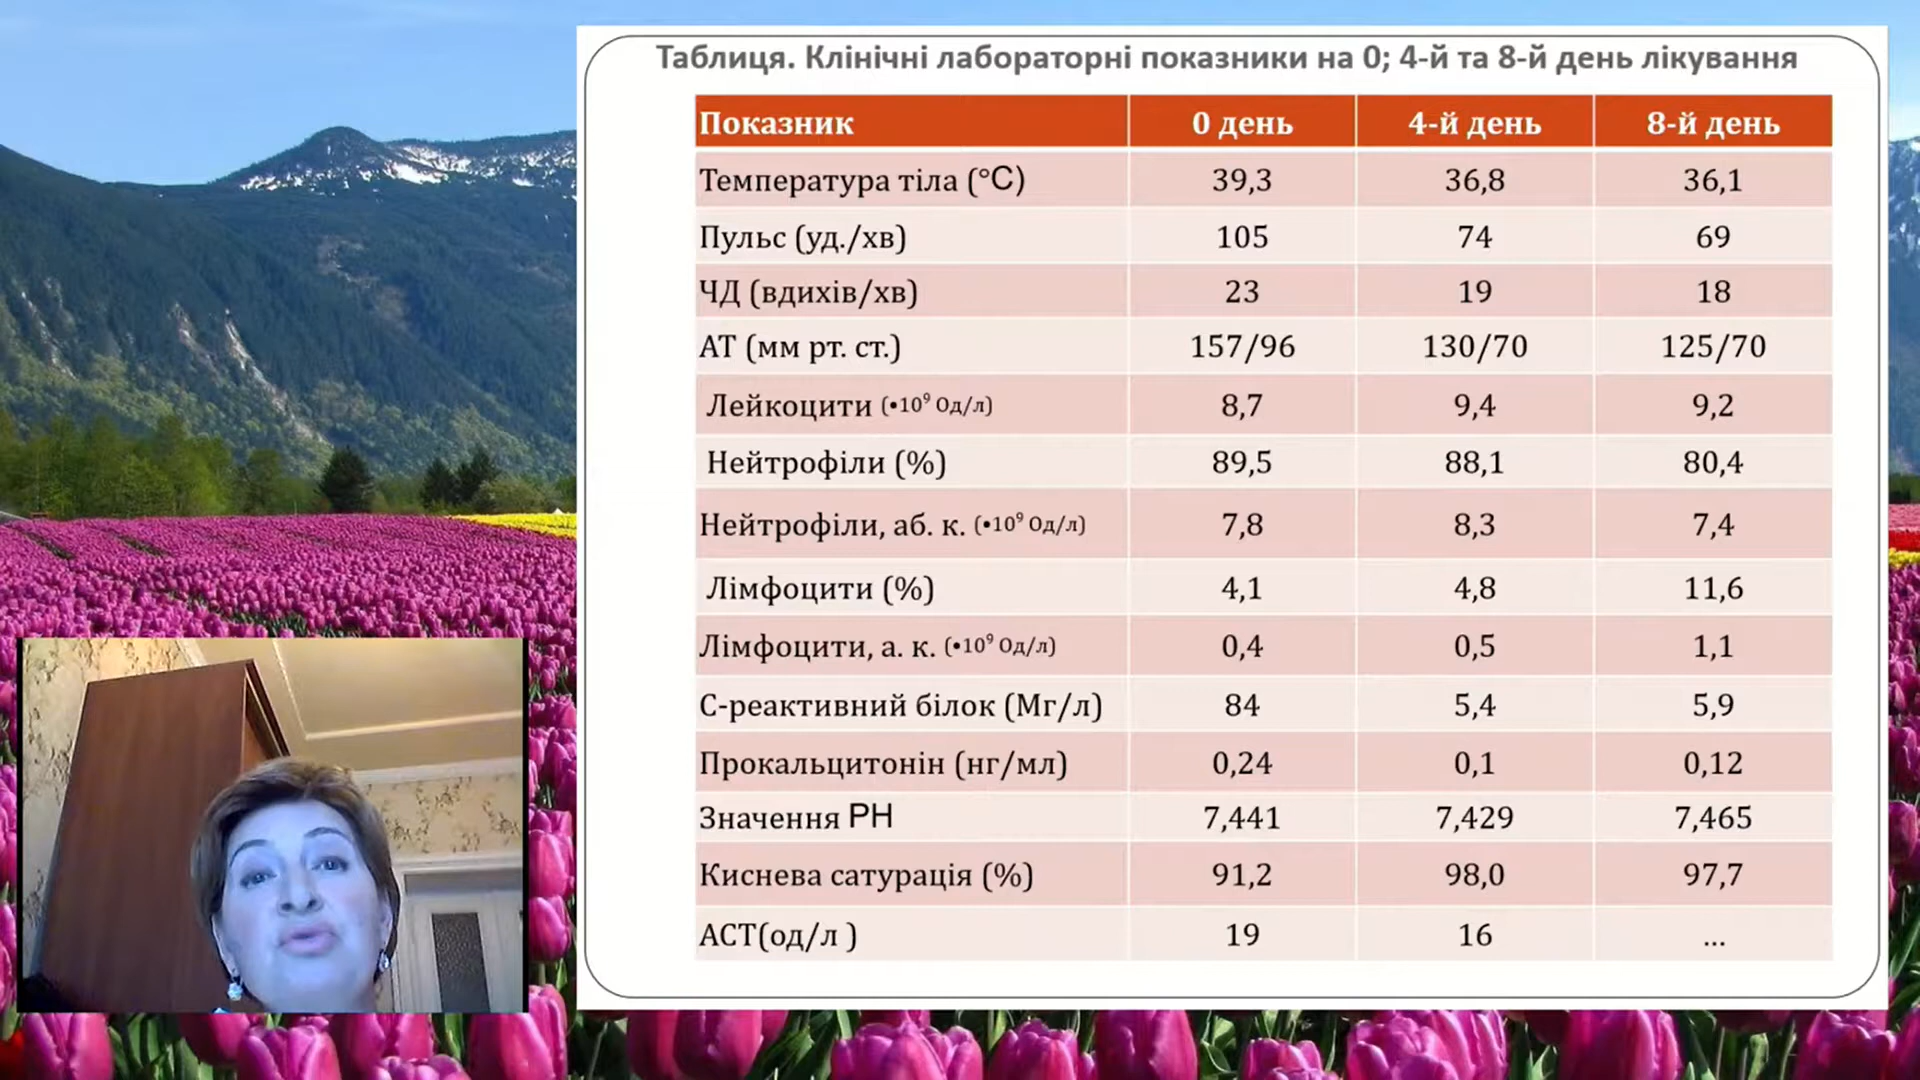 Таблиця. Клінічні лабораторні показники на 0; 4-й та 8-й день лікування
Показник 0 день 4-й день 8-й день
Температура тіла (°C) 39,3 36,8 36,1
Пульс (уд./хв) 105 74 69
ЧД (вдихів/хв) 23 19 18
АТ (мм рт. ст.) 157/96 130/70 125/70
Лейкоцити (•10⁹ Од/л) 8,7 9,4 9,2
Нейтрофіли (%) 89,5 88,1 80,4
Нейтрофіли, аб. к. (•10⁹ Од/л) 7,8 8,3 7,4
Лімфоцити (%) 4,1 4,8 11,6
Лімфоцити, а. к. (•10⁹ Од/л) 0,4 0,5 1,1
С-реактивний білок (Мг/л) 84 5,4 5,9
Прокальцитонін (нг/мл) 0,24 0,1 0,12
Значення PH 7,441 7,429 7,465
Киснева сатурація (%) 91,2 98,0 97,7
АСТ(од/л ) 19 16 ...